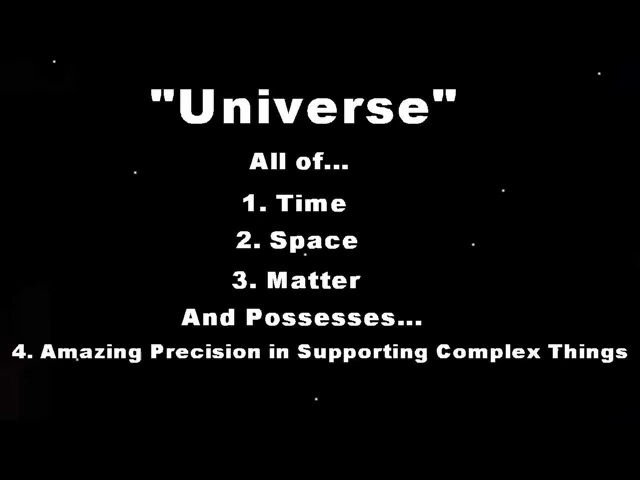 "Universe"
All of...
1. Time
2. Space
3. Matter
And Possesses...
4. Amazing Precision in Supporting Complex Things